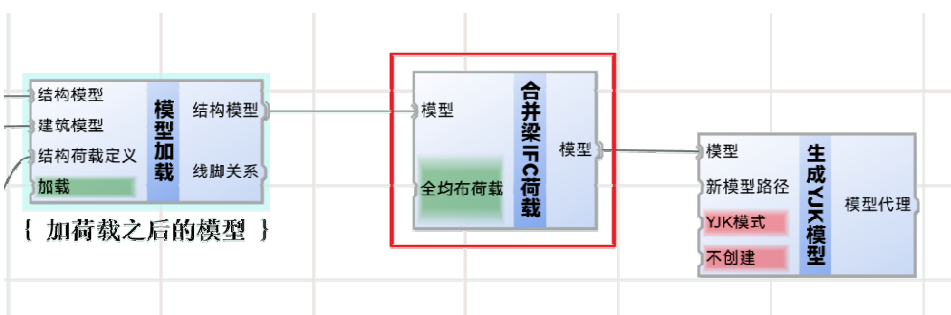 结构模型
建筑模型
结构荷载定义
加载
模型加载
结构模型
线脚关系
{ 加荷载之后的模型 }
模型
全均布荷载
合并梁IFC荷载
模型
模型
新模型路径
YJK模式
不创建
生成YJK模型
模型代理